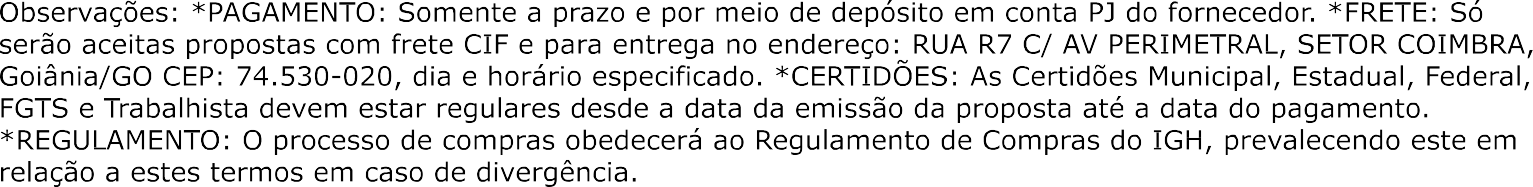 Observações: *PAGAMENTO: Somente a prazo e por meio de depósito em conta PJ do fornecedor. *FRETE: Só
serão aceitas propostas com frete CIF e para entrega no endereço: RUA R7 C/ AV PERIMETRAL, SETOR COIMBRA,
Goiânia/GO CEP: 74.530-020, dia e horário especificado. *CERTIDÕES: As Certidões Municipal, Estadual, Federal,
FGTS e Trabalhista devem estar regulares desde a data da emissão da proposta até a data do pagamento.
*REGULAMENTO: O processo de compras obedecerá ao Regulamento de Compras do IGH, prevalecendo este em
relação a estes termos em caso de divergência.